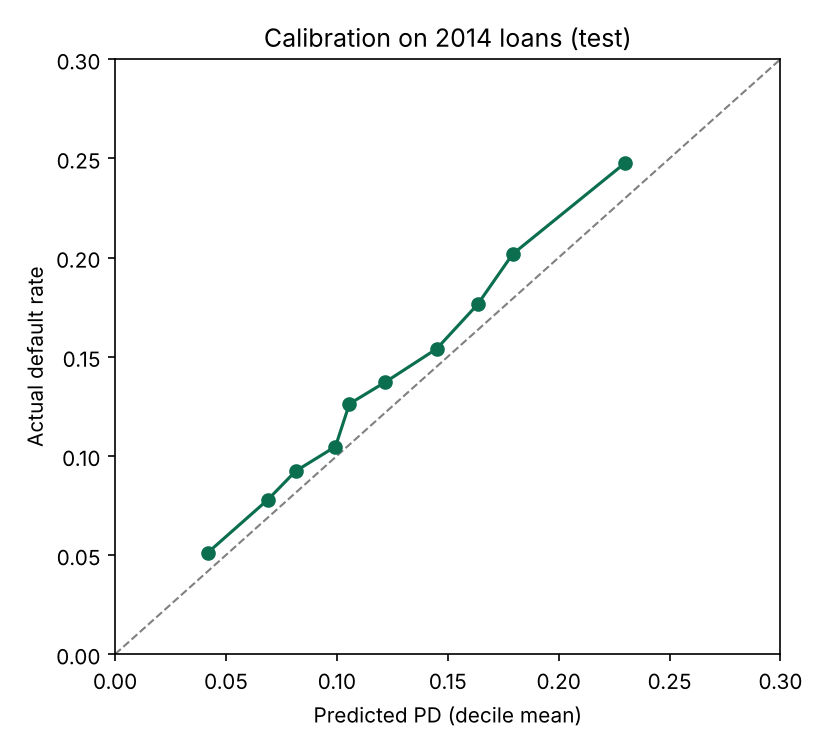 Calibration on 2014 loans (test)
0.30
0.25
0.20
0.15
0.10
0.05
0.00
Actual default rate
0.00 0.05 0.10 0.15 0.20 0.25 0.30
Predicted PD (decile mean)